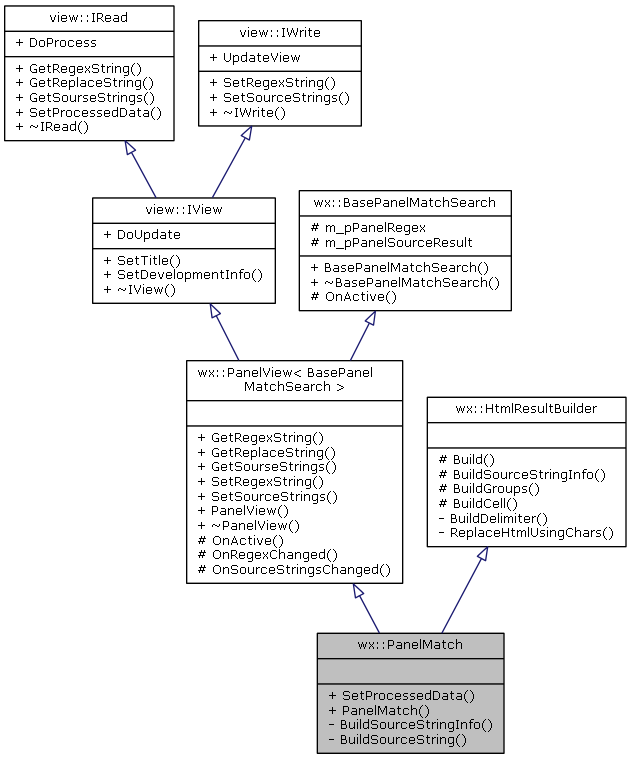 view::IRead
+ DoProcess
+ GetRegexString()
+ GetReplaceString()
+ GetSourseStrings()
+ SetProcessedData()
+ ~IRead()
view::IWrite
+ UpdateView
+ SetRegexString()
+ SetSourceStrings()
+ ~IWrite()
view::IView
+ DoUpdate
+ SetTitle()
+ SetDevelopmentInfo()
+ ~IView()
wx::BasePanelMatchSearch
# m_pPanelRegex
# m_pPanelSourceResult
+ BasePanelMatchSearch()
+ ~BasePanelMatchSearch()
# OnActive()
wx::PanelView< BasePanel
MatchSearch >
+ GetRegexString()
+ GetReplaceString()
+ GetSourseStrings()
+ SetRegexString()
+ SetSourceStrings()
+ PanelView()
+ ~PanelView()
# OnActive()
# OnRegexChanged()
# OnSourceStringsChanged()
wx::HtmlResultBuilder
# Build()
# BuildSourceStringInfo()
# BuildGroups()
# BuildCell()
- BuildDelimiter()
- ReplaceHtmlUsingChars()
wx::PanelMatch
+ SetProcessedData()
+ PanelMatch()
- BuildSourceStringInfo()
- BuildSourceString()